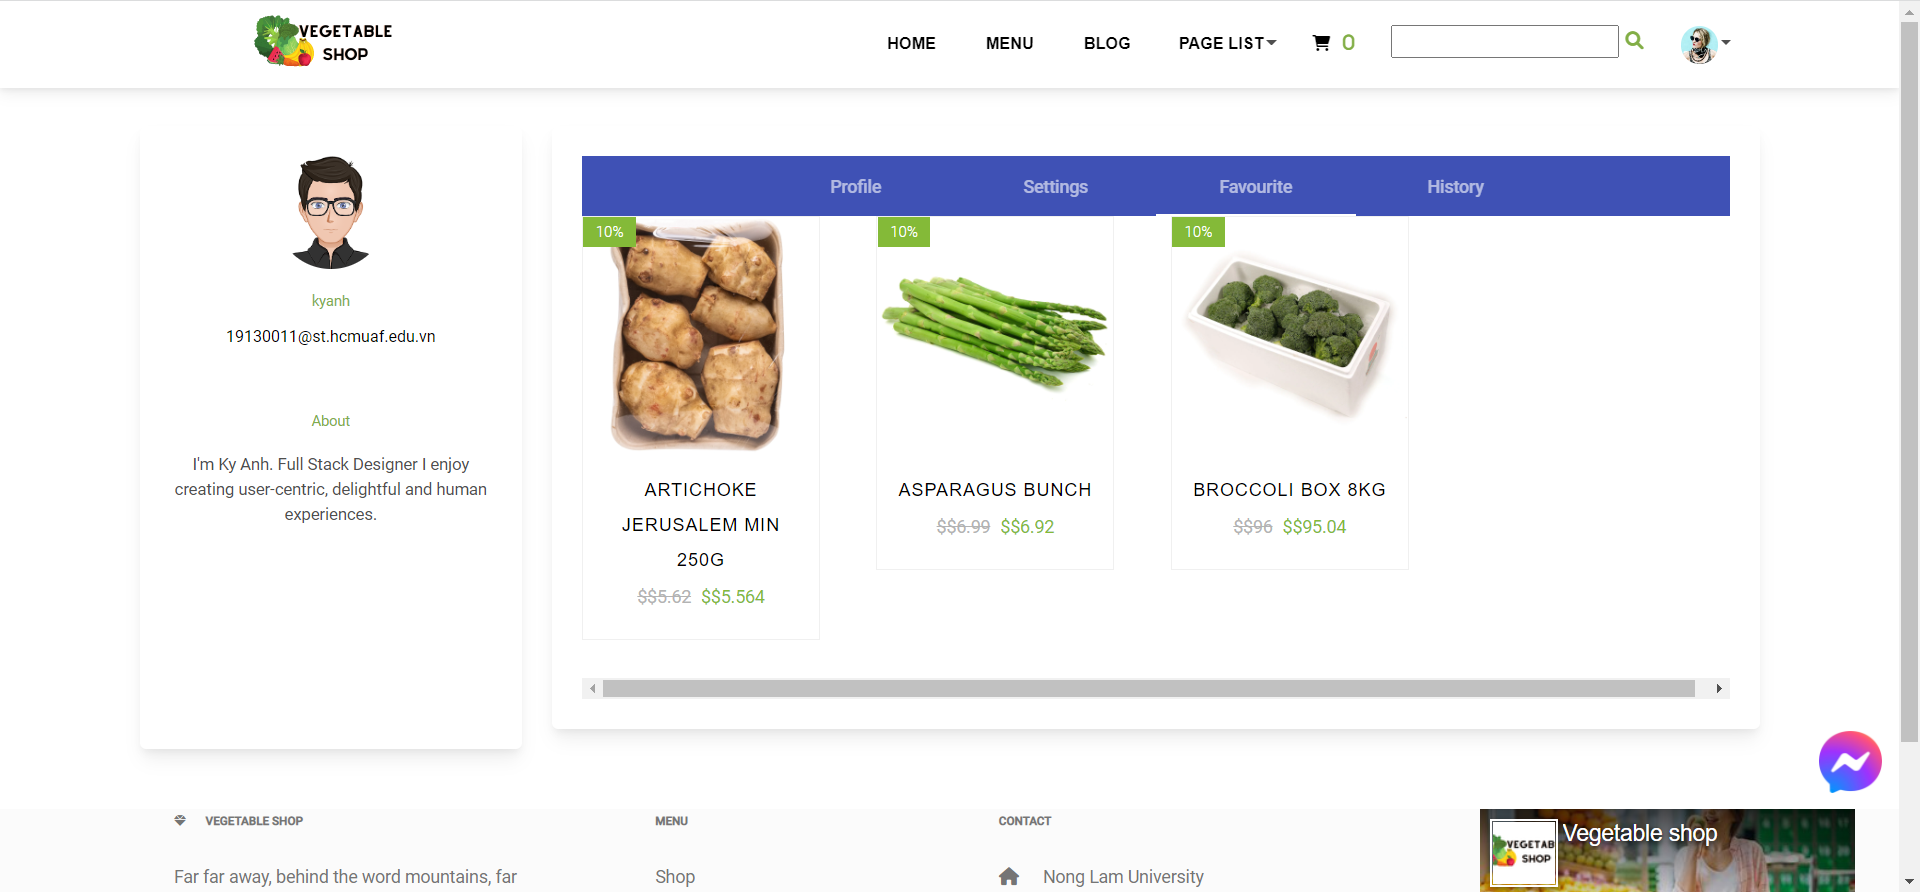 VEGETABLE
SHOP
HOME
MENU
BLOG
PAGE LIST
0
kyanh
19130011@st.hcmuaf.edu.vn
About
I'm Ky Anh. Full Stack Designer I enjoy
creating user-centric, delightful and human
experiences.
Profile
Settings
Favourite
History
10%
ARTICHOKE
JERUSALEM MIN
250G
$$5.62 $$5.564
10%
ASPARAGUS BUNCH
$$6.99 $$6.92
10%
BROCCOLI BOX 8KG
$$96 $$95.04
VEGETABLE SHOP
Far far away, behind the word mountains, far
MENU
Shop
CONTACT
Nong Lam University
VEGETAB
SHOP
Vegetable shop